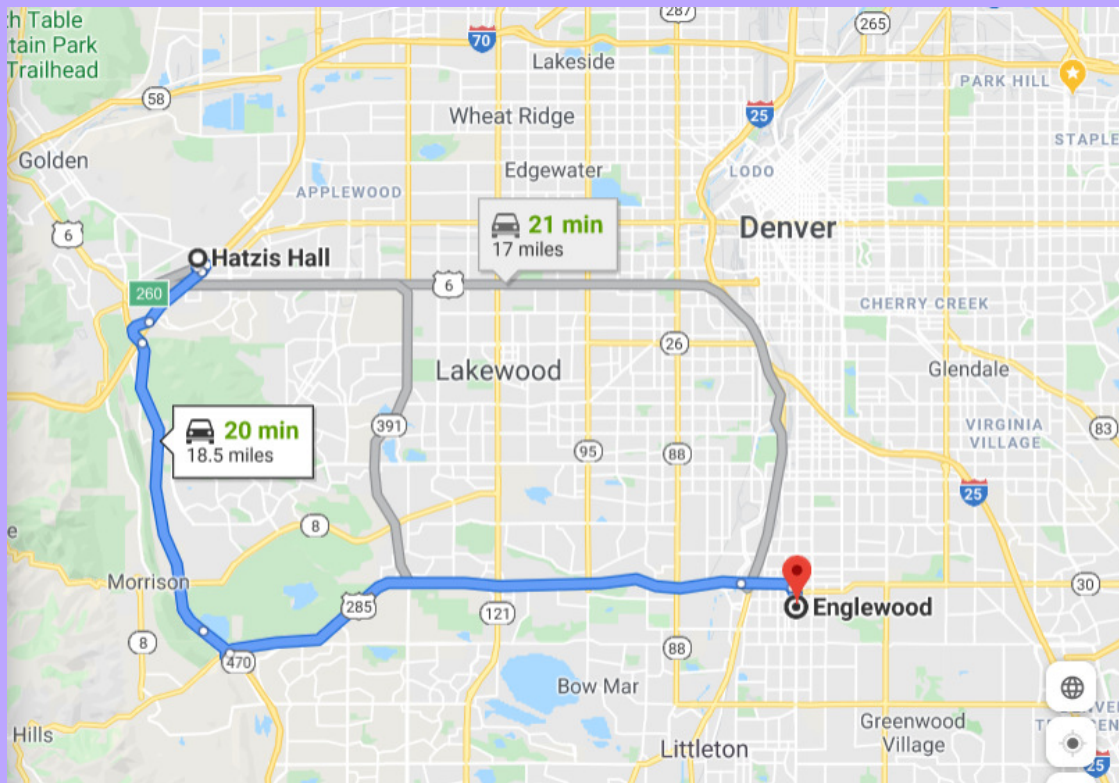 th Table
tain Park
Trailhead
287
265
70
Lakeside
PARK HILL
58
Wheat Ridge
25
STAPLE
Golden
Edgewater
LODO
APPLEWOOD
21 min
17 miles
Denver
6
Hatzis Hall
6
260
CHERRY CREEK
26
Lakewood
Glendale
20 min
18.5 miles
391
VIRGINIA
VILLAGE
83
95
88
25
8
e
Morrison
30
285
121
Englewood
8
88
470
Bow Mar
Hills
Littleton
Greenwood
Village
25